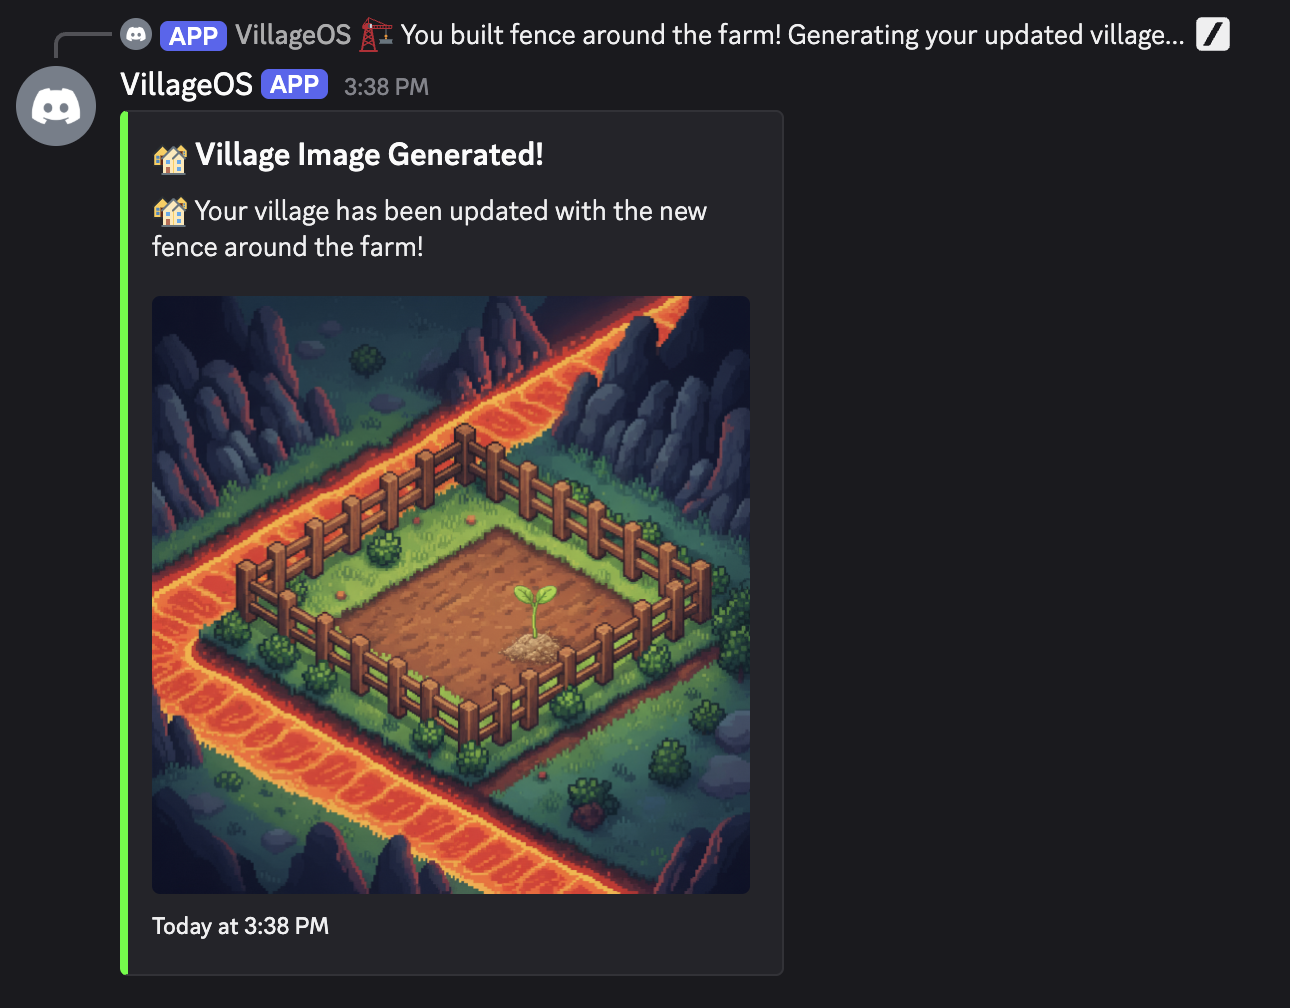 APP VillageOS 🏗️ You built fence around the farm! Generating your updated village...
VillageOS APP 3:38 PM
🏘️ Village Image Generated!
🏘️ Your village has been updated with the new
fence around the farm!
Today at 3:38 PM